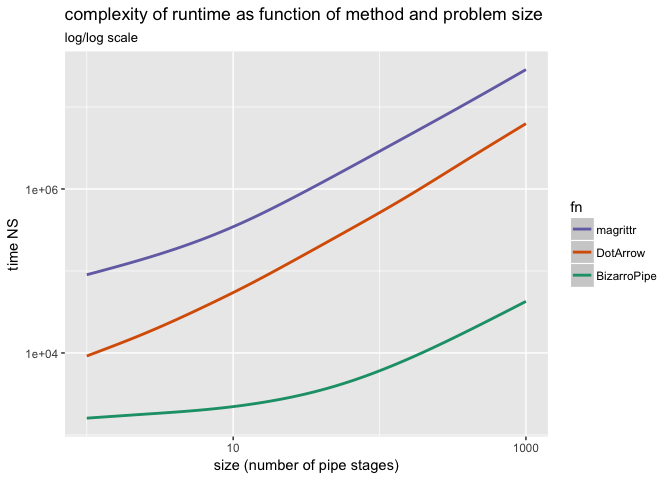 complexity of runtime as function of method and problem size
log/log scale
time NS
1e+06
1e+04
10
1000
size (number of pipe stages)
fn
magrittr
DotArrow
BizarroPipe